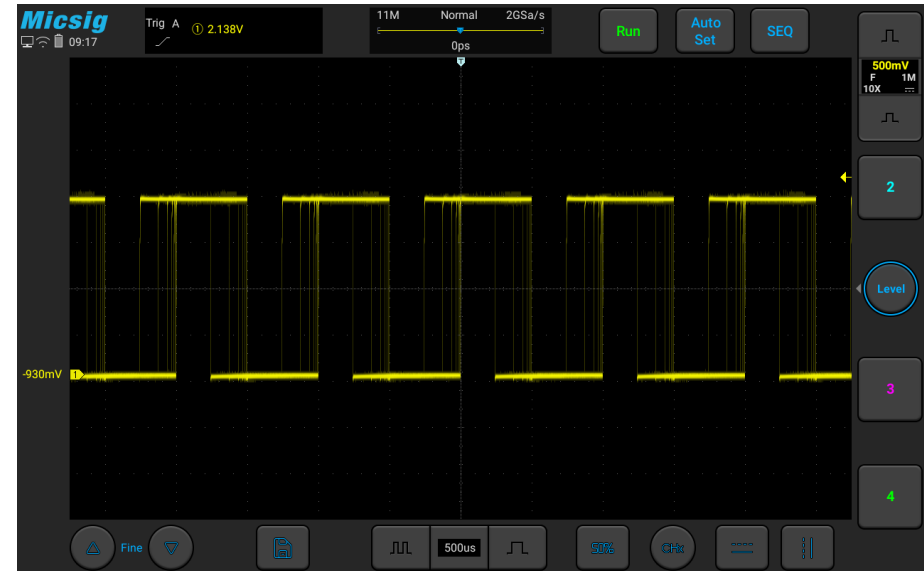 Micsig
09:17
Trig A
① 2.138V
11M Normal 2GSa/s
0ps
Run
Auto
Set
SEQ
500mV
F 1M
10X
T
2
Level
-930mV
1
3
4
Fine
500us
50%
CHx